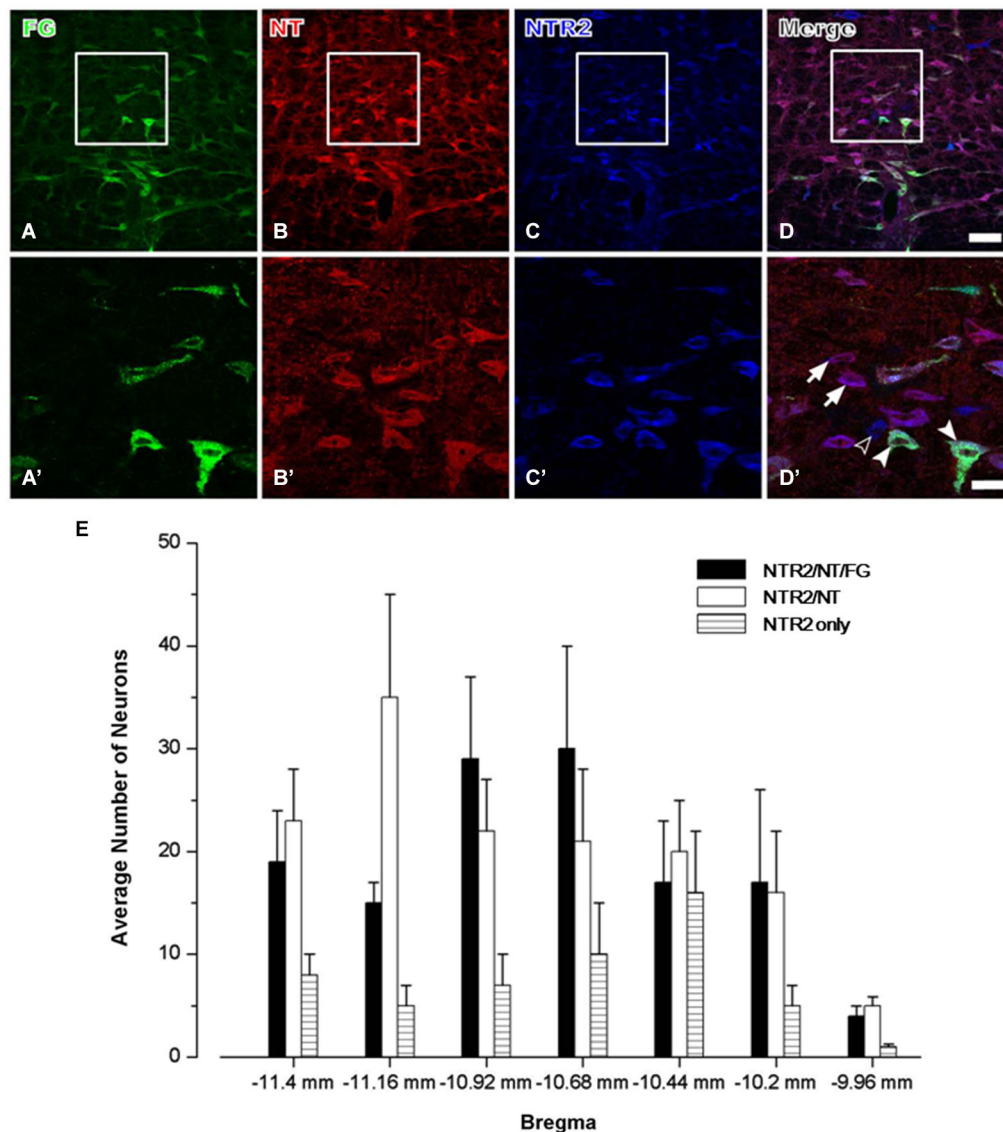 FG NT NTR2 Merge
A B C D
A' B' C' D'
E
50
40
30
20
10
0
Average Number of Neurons
NTR2/NT/FG
NTR2/NT
NTR2 only
-11.4 mm -11.16 mm -10.92 mm -10.68 mm -10.44 mm -10.2 mm -9.96 mm
Bregma